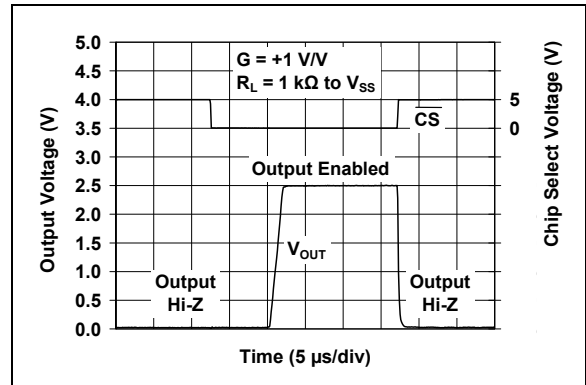 5.0
4.5
4.0
3.5
3.0
2.5
2.0
1.5
1.0
0.5
0.0
Output Voltage (V)
G = +1 V/V
R_L = 1 kΩ to V_SS
CS
Output Enabled
V_OUT
Output
Hi-Z
Output
Hi-Z
5
0
Chip Select Voltage (V)
Time (5 µs/div)